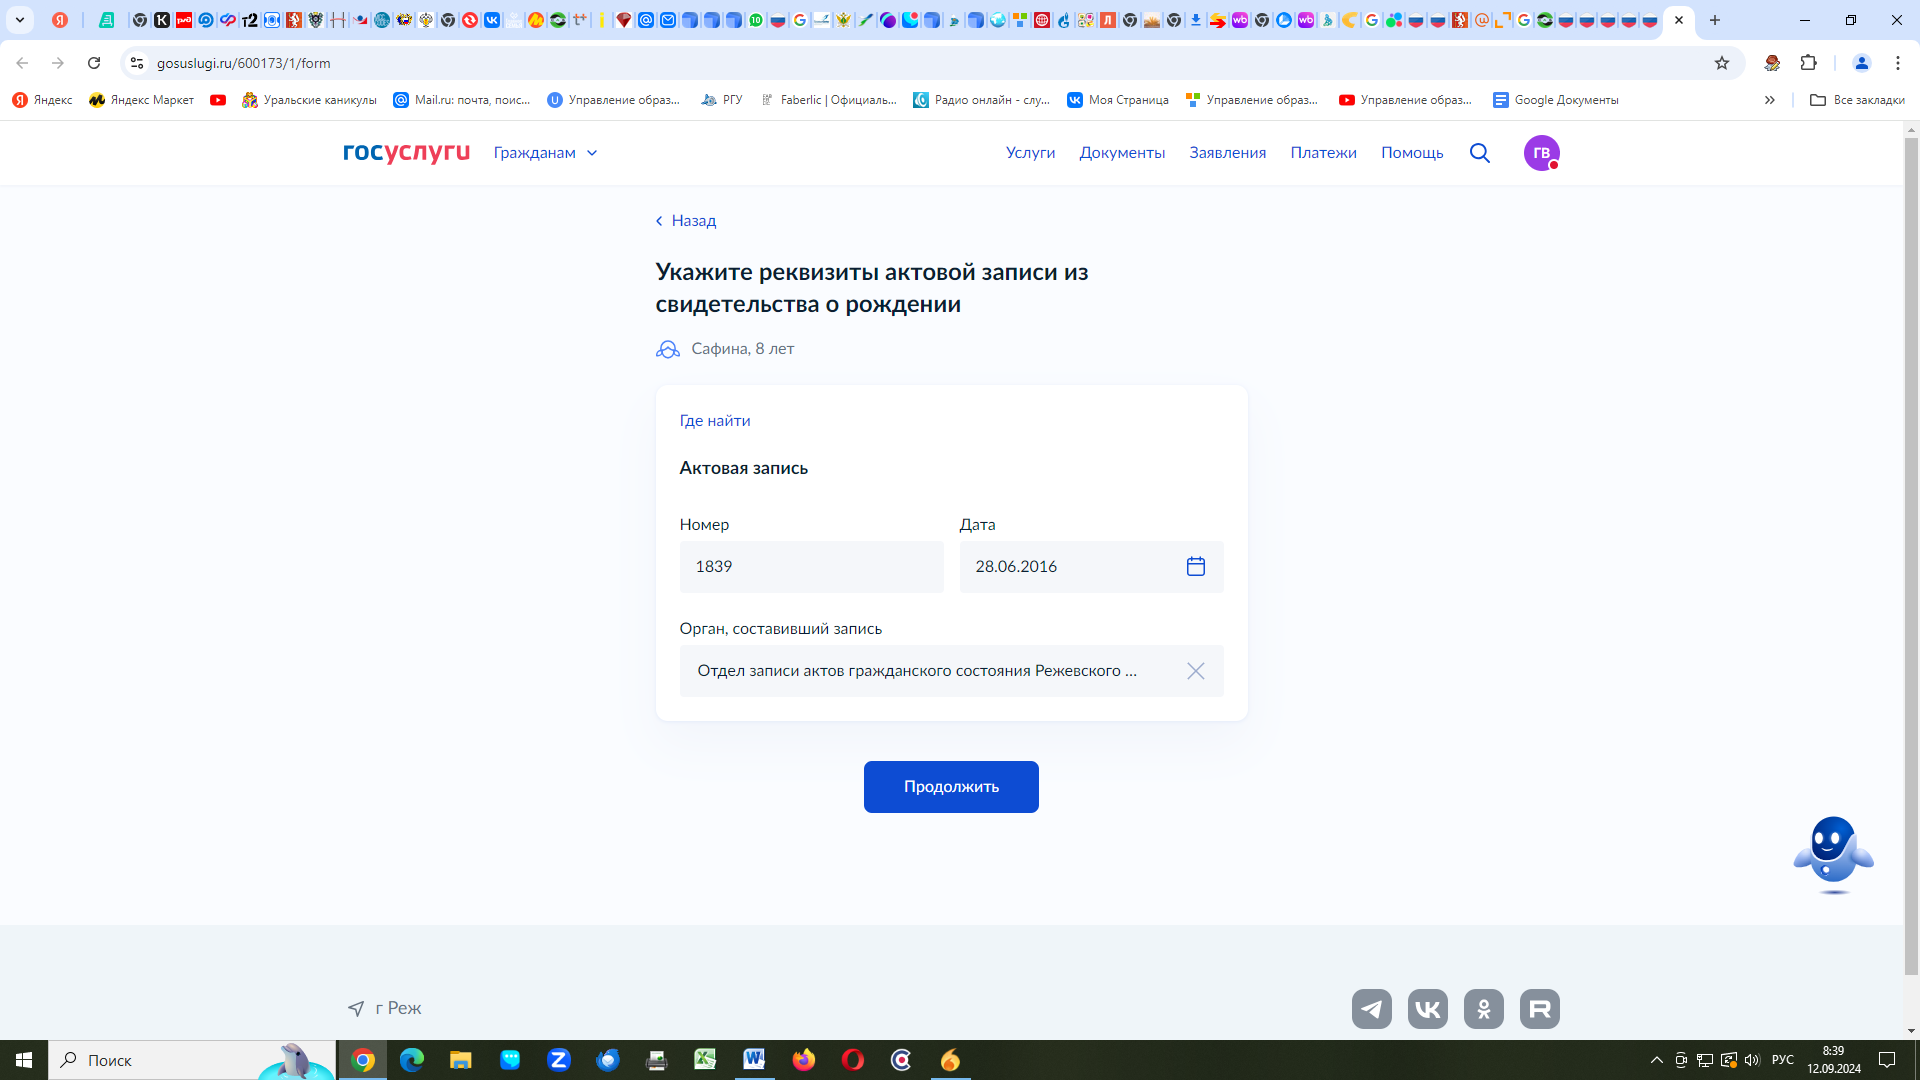 gosuslugi.ru/600173/1/form
Яндекс
Яндекс Маркет
Уральские каникулы
Mail.ru: почта, поис...
Управление образ...
РГУ
Faberlic | Официаль...
Радио онлайн - слу...
Моя Страница
Управление образ...
Управление образ...
Google Документы
Все закладки
госуслуги
Гражданам
Услуги
Документы
Заявления
Платежи
Помощь
ГВ
Назад
Укажите реквизиты актовой записи из
свидетельства о рождении
Сафина, 8 лет
Где найти
Актовая запись
Номер
Дата
1839
28.06.2016
Орган, составивший запись
Отдел записи актов гражданского состояния Режевского ...
Продолжить
г Реж
Поиск
РУС
8:39
12.09.2024